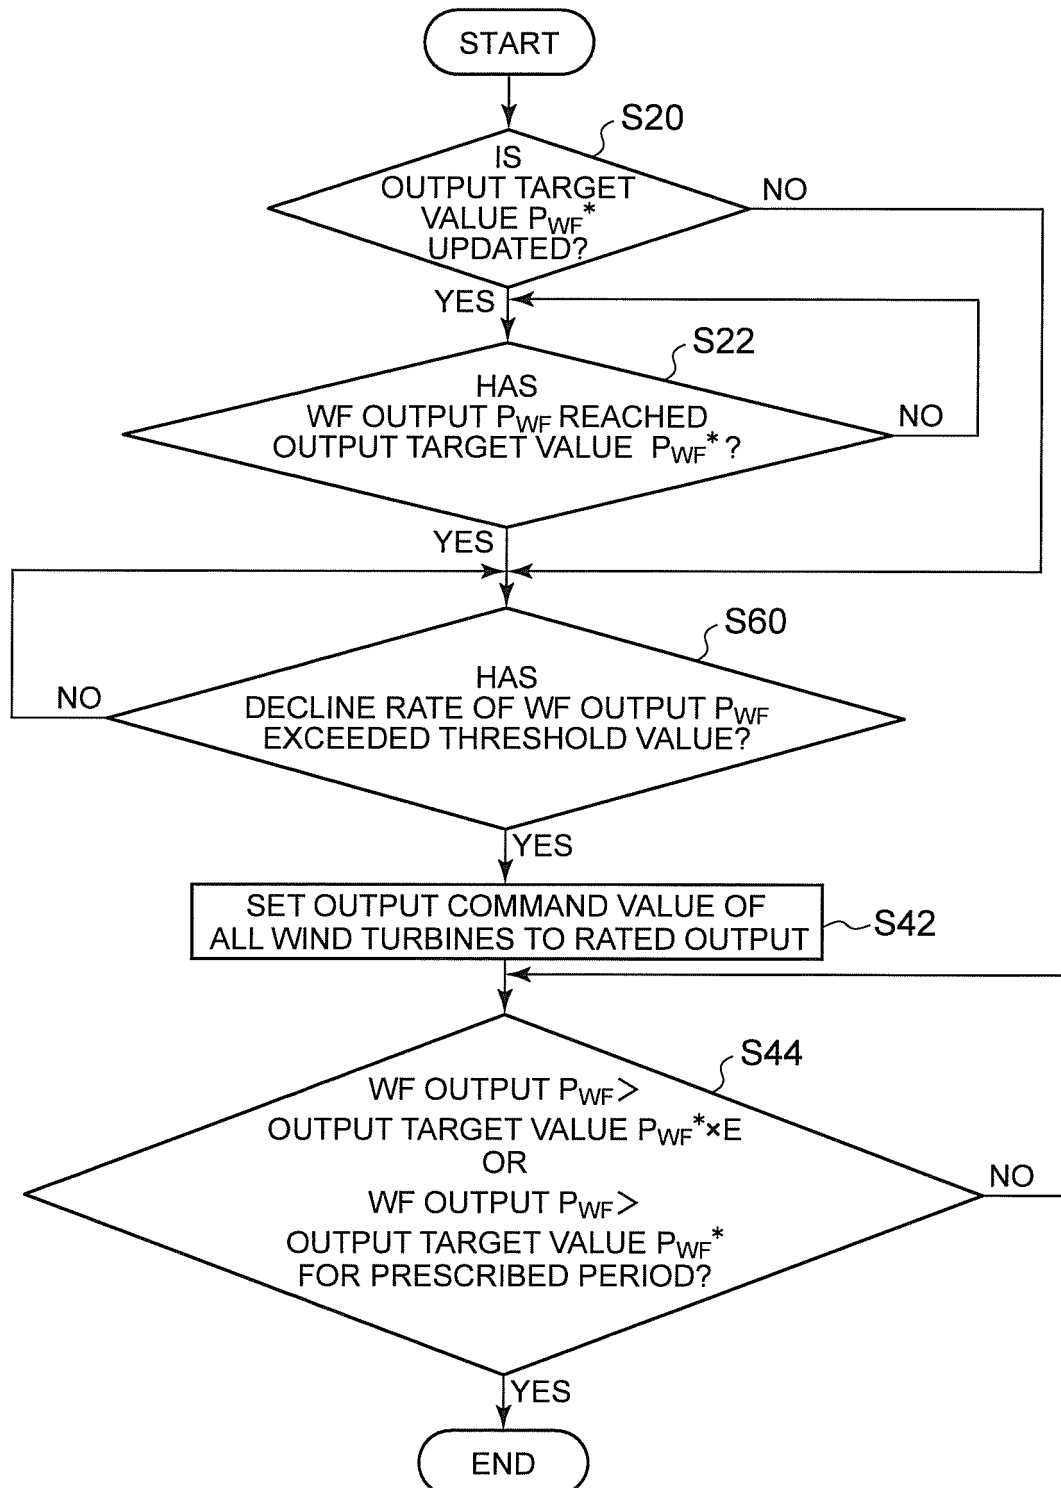 START
S20
IS
OUTPUT TARGET
VALUE PWF*
UPDATED?
NO
YES
S22
HAS
WF OUTPUT PWF REACHED
OUTPUT TARGET VALUE PWF* ?
NO
YES
S60
HAS
DECLINE RATE OF WF OUTPUT PWF
EXCEEDED THRESHOLD VALUE?
NO
YES
SET OUTPUT COMMAND VALUE OF
ALL WIND TURBINES TO RATED OUTPUT
S42
S44
WF OUTPUT PWF >
OUTPUT TARGET VALUE PWF*×E
OR
WF OUTPUT PWF >
OUTPUT TARGET VALUE PWF*
FOR PRESCRIBED PERIOD?
NO
YES
END